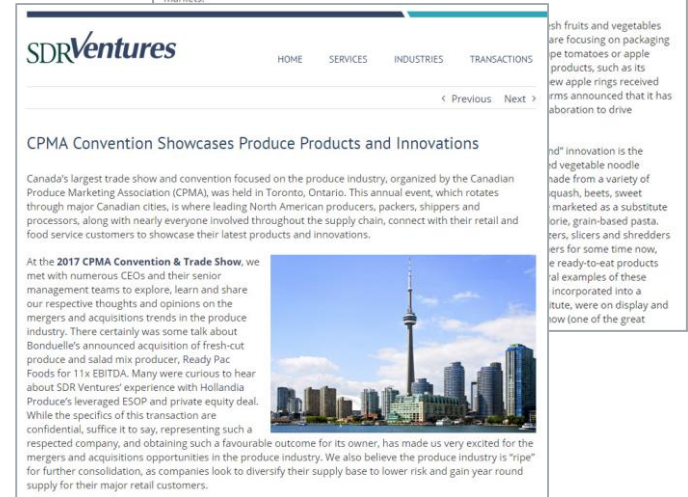 markets.
SDRVentures
HOME SERVICES INDUSTRIES TRANSACTIONS
< Previous Next >
CPMA Convention Showcases Produce Products and Innovations
Canada's largest trade show and convention focused on the produce industry, organized by the Canadian
Produce Marketing Association (CPMA), was held in Toronto, Ontario. This annual event, which rotates
through major Canadian cities, is where leading North American producers, packers, shippers and
processors, along with nearly everyone involved throughout the supply chain, connect with their retail and
food service customers to showcase their latest products and innovations.
At the 2017 CPMA Convention & Trade Show, we
met with numerous CEOs and their senior
management teams to explore, learn and share
our respective thoughts and opinions on the
mergers and acquisitions trends in the produce
industry. There certainly was some talk about
Bonduelle's announced acquisition of fresh-cut
produce and salad mix producer, Ready Pac
Foods for 11x EBITDA. Many were curious to hear
about SDR Ventures' experience with Hollandia
Produce's leveraged ESOP and private equity deal.
While the specifics of this transaction are
confidential, suffice it to say, representing such a
respected company, and obtaining such a favourable outcome for its owner, has made us very excited for the
mergers and acquisitions opportunities in the produce industry. We also believe the produce industry is "ripe"
for further consolidation, as companies look to diversify their supply base to lower risk and gain year round
supply for their major retail customers.
fruits and vegetables
are focusing on packaging
tomatoes or apple
products, such as its
apple rings received
announced that it has
to drive
innovation is the
vegetable noodle
made from a variety of
squash, beets, sweet
marketed as a substitute
grain-based pasta.
slicers and shredders
for some time now,
ready-to-eat products
examples of these
incorporated into a
were on display and
(one of the great